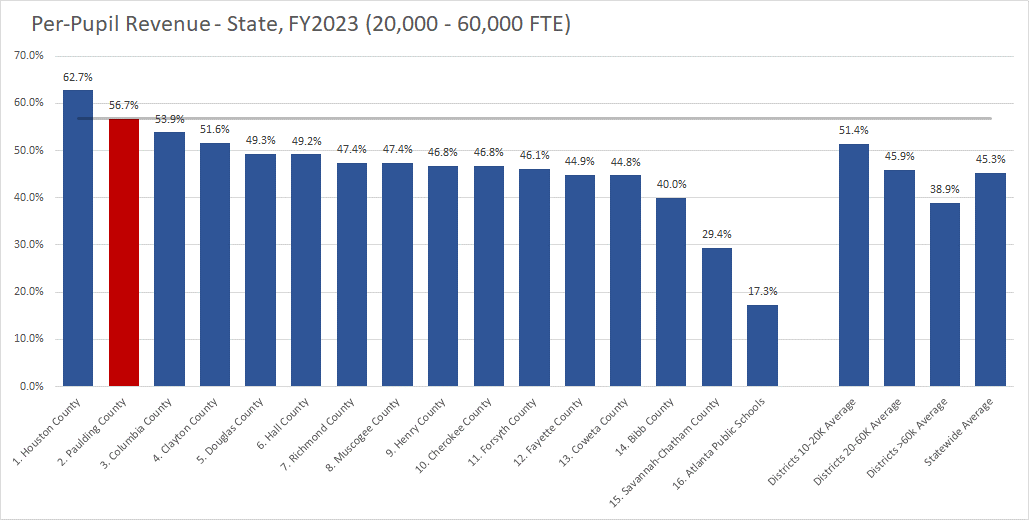 Per-Pupil Revenue - State, FY2023 (20,000 - 60,000 FTE)
70.0%
60.0%
50.0%
40.0%
30.0%
20.0%
10.0%
0.0%
62.7%
56.7%
53.9%
51.6%
49.3%
49.2%
47.4%
47.4%
46.8%
46.8%
46.1%
44.9%
44.8%
40.0%
29.4%
17.3%
51.4%
45.9%
38.9%
45.3%
1. Houston County
2. Paulding County
3. Columbia County
4. Clayton County
5. Douglas County
6. Hall County
7. Richmond County
8. Muscogee County
9. Henry County
10. Cherokee County
11. Forsyth County
12. Fayette County
13. Coweta County
14. Bibb County
15. Savannah-Chatham County
16. Atlanta Public Schools
Districts 10-20K Average
Districts 20-60K Average
Districts >60k Average
Statewide Average